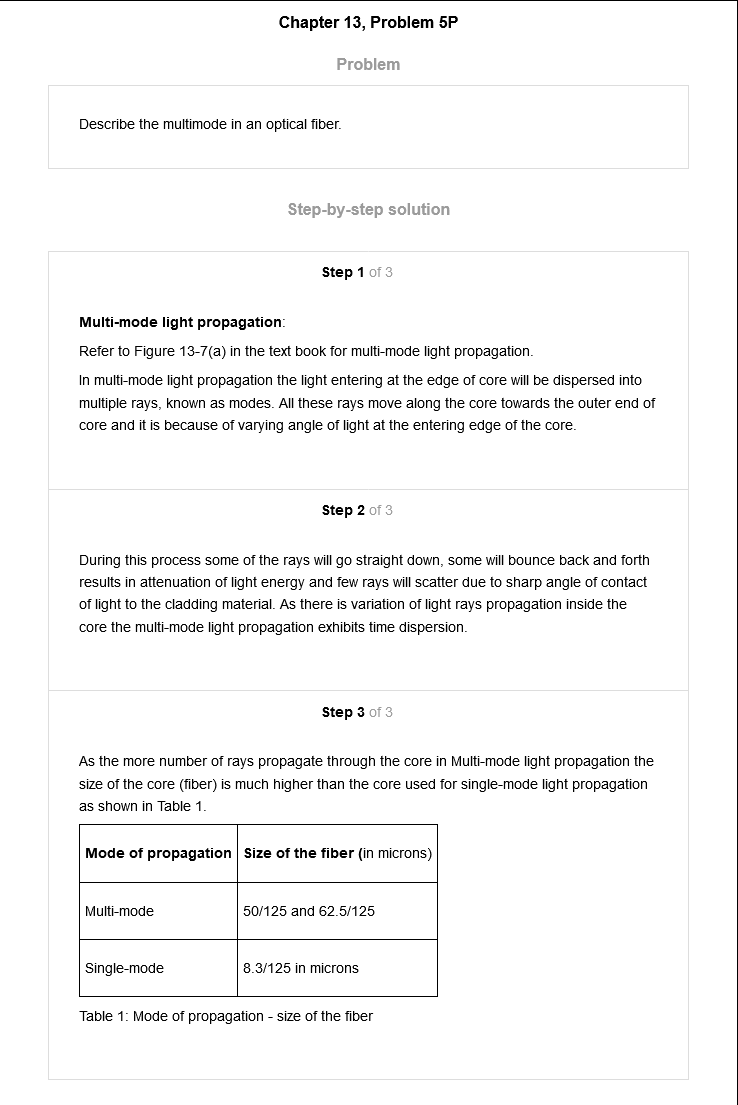 Chapter 13, Problem 5P
Problem
Describe the multimode in an optical fiber.
Step-by-step solution
Step 1 of 3
Multi-mode light propagation:
Refer to Figure 13-7(a) in the text book for multi-mode light propagation.
In multi-mode light propagation the light entering at the edge of core will be dispersed into
multiple rays, known as modes. All these rays move along the core towards the outer end of
core and it is because of varying angle of light at the entering edge of the core.
Step 2 of 3
During this process some of the rays will go straight down, some will bounce back and forth
results in attenuation of light energy and few rays will scatter due to sharp angle of contact
of light to the cladding material. As there is variation of light rays propagation inside the
core the multi-mode light propagation exhibits time dispersion.
Step 3 of 3
As the more number of rays propagate through the core in Multi-mode light propagation the
size of the core (fiber) is much higher than the core used for single-mode light propagation
as shown in Table 1.
Mode of propagation Size of the fiber (in microns)
Multi-mode 50/125 and 62.5/125
Single-mode 8.3/125 in microns
Table 1: Mode of propagation - size of the fiber